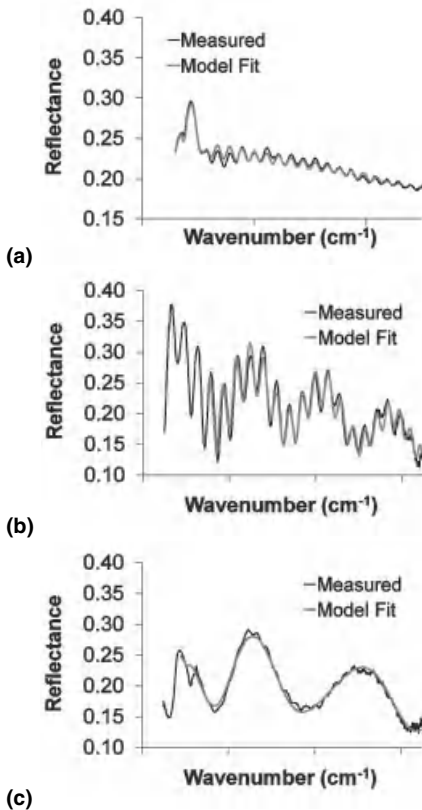 0.40
0.35
0.30
0.25
0.20
0.15
Reflectance
Measured
Model Fit
Wavenumber (cm⁻¹)
(a)
0.40
0.35
0.30
0.25
0.20
0.15
0.10
Reflectance
Measured
Model Fit
Wavenumber (cm⁻¹)
(b)
0.40
0.35
0.30
0.25
0.20
0.15
0.10
Reflectance
Measured
Model Fit
Wavenumber (cm⁻¹)
(c)